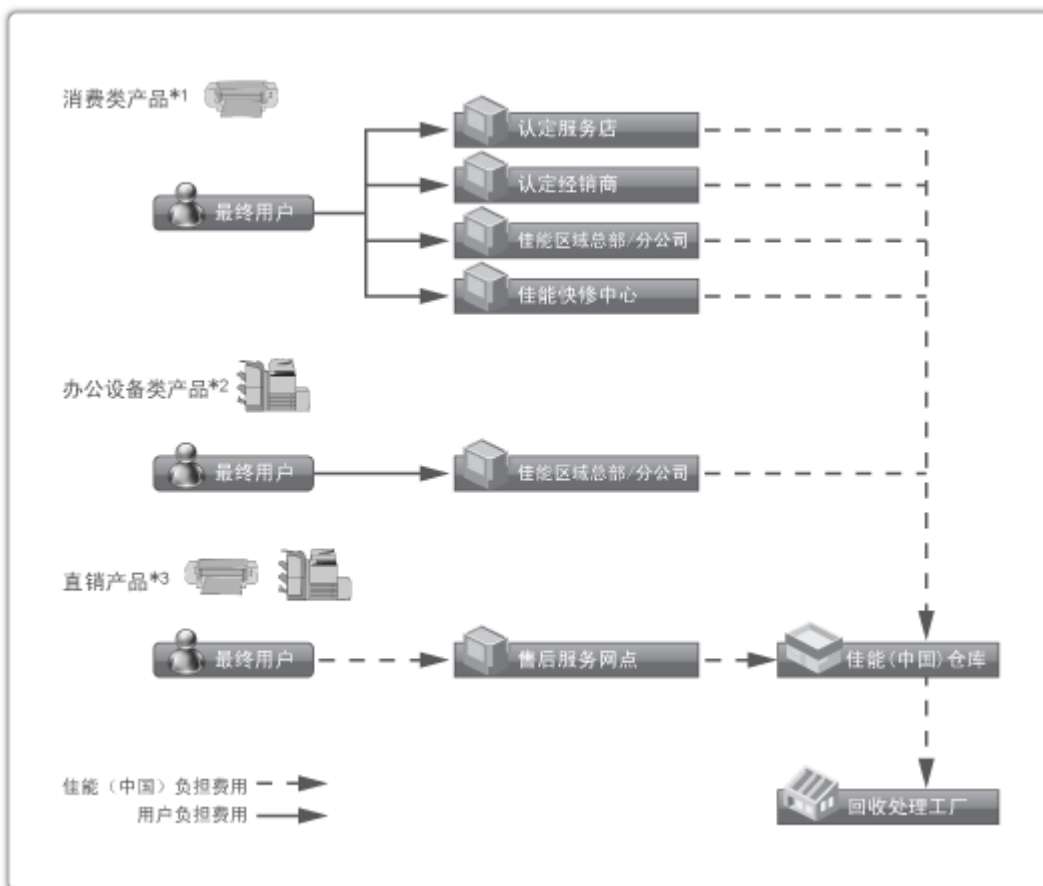 消费类产品*1
认定服务店
认定经销商
最终用户
佳能区域总部/分公司
佳能快修中心
办公设备类产品*2
最终用户
佳能区域总部/分公司
直销产品*3
最终用户
售后服务网点
佳能(中国)仓库
佳能（中国）负担费用
用户负担费用
回收处理工厂